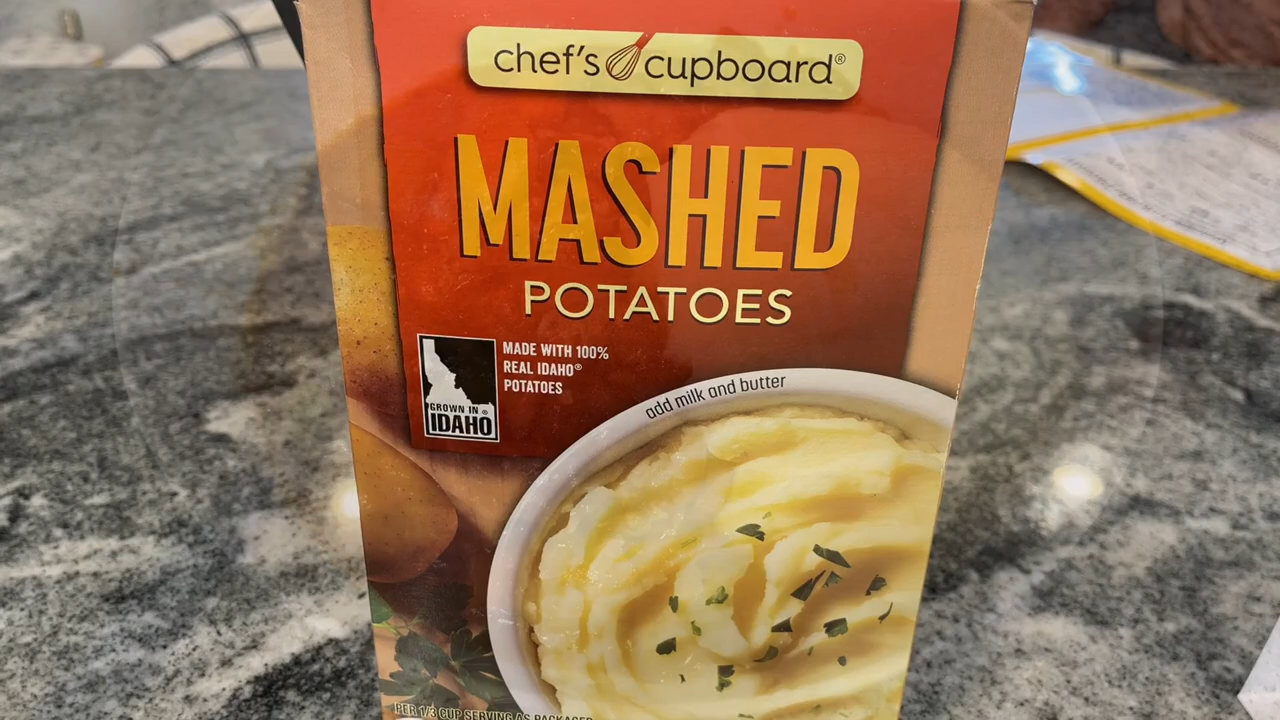 chef's cupboard®
MASHED
POTATOES
MADE WITH 100%
REAL IDAHO®
POTATOES
GROWN IN ®
IDAHO
add milk and butter
PER 1/3 CUP SERVING AS PACKAGED